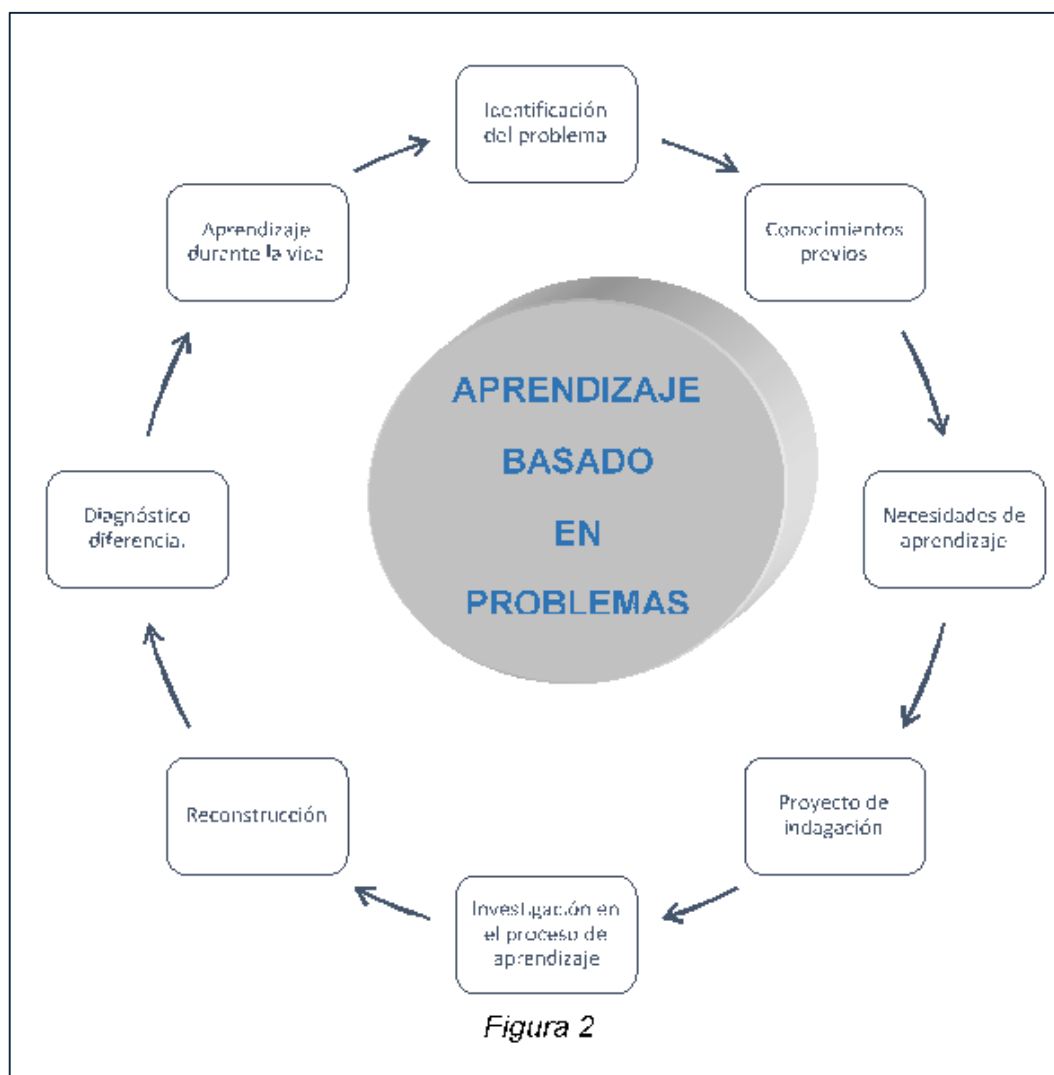 Identificación
del problema
Conocimientos
previos
Necesidades de
aprendizaje
Proyecto de
indagación
Investigación en
el proceso de
aprendizaje
Reconstrucción
Diagnóstico
diferencia.
Aprendizaje
durante la vida
APRENDIZAJE
BASADO
EN
PROBLEMAS
Figura 2